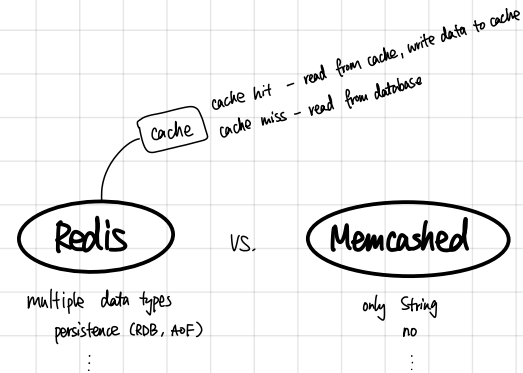 cache hit - read from cache, write data to cache
cache miss - read from database
cache
Redis
vs.
Memcashed
multiple data types
only String
persistence (RDB, AOF)
no